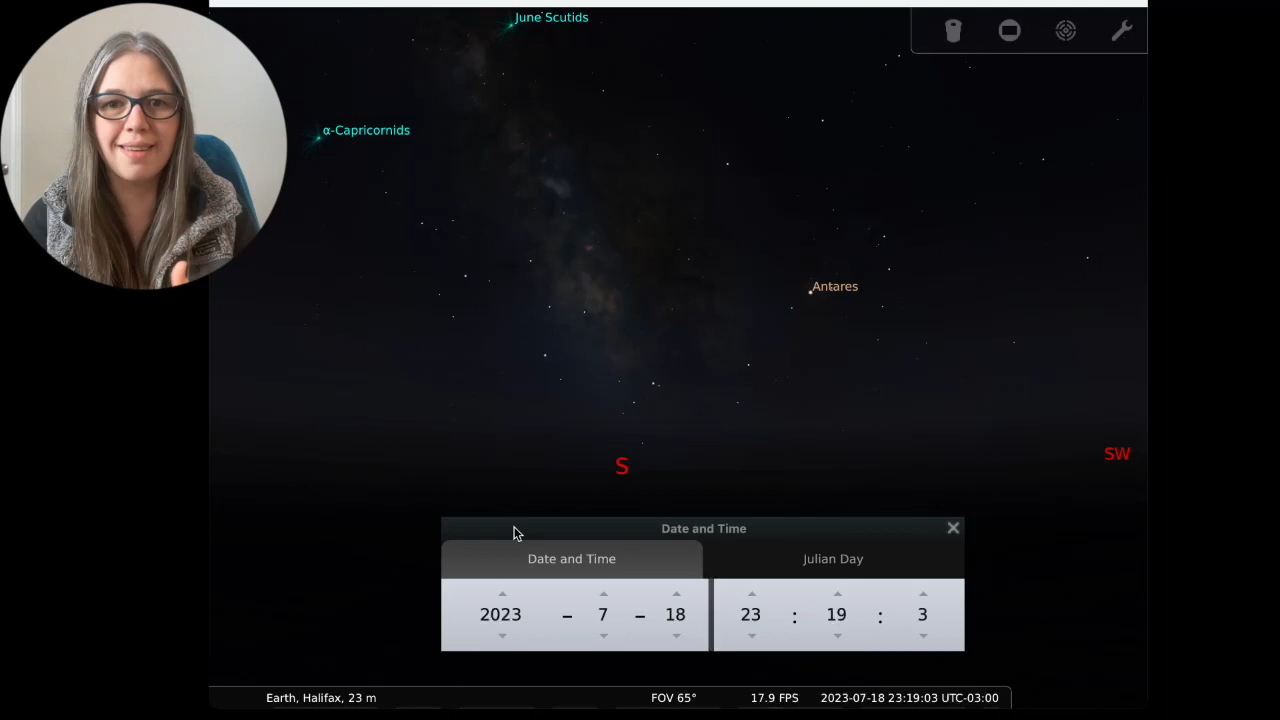 June Scutids
α-Capricornids
Antares
S
SW
Date and Time
Date and Time Julian Day
2023 – 7 – 18 23 : 19 : 3
Earth, Halifax, 23 m FOV 65° 17.9 FPS 2023-07-18 23:19:03 UTC-03:00